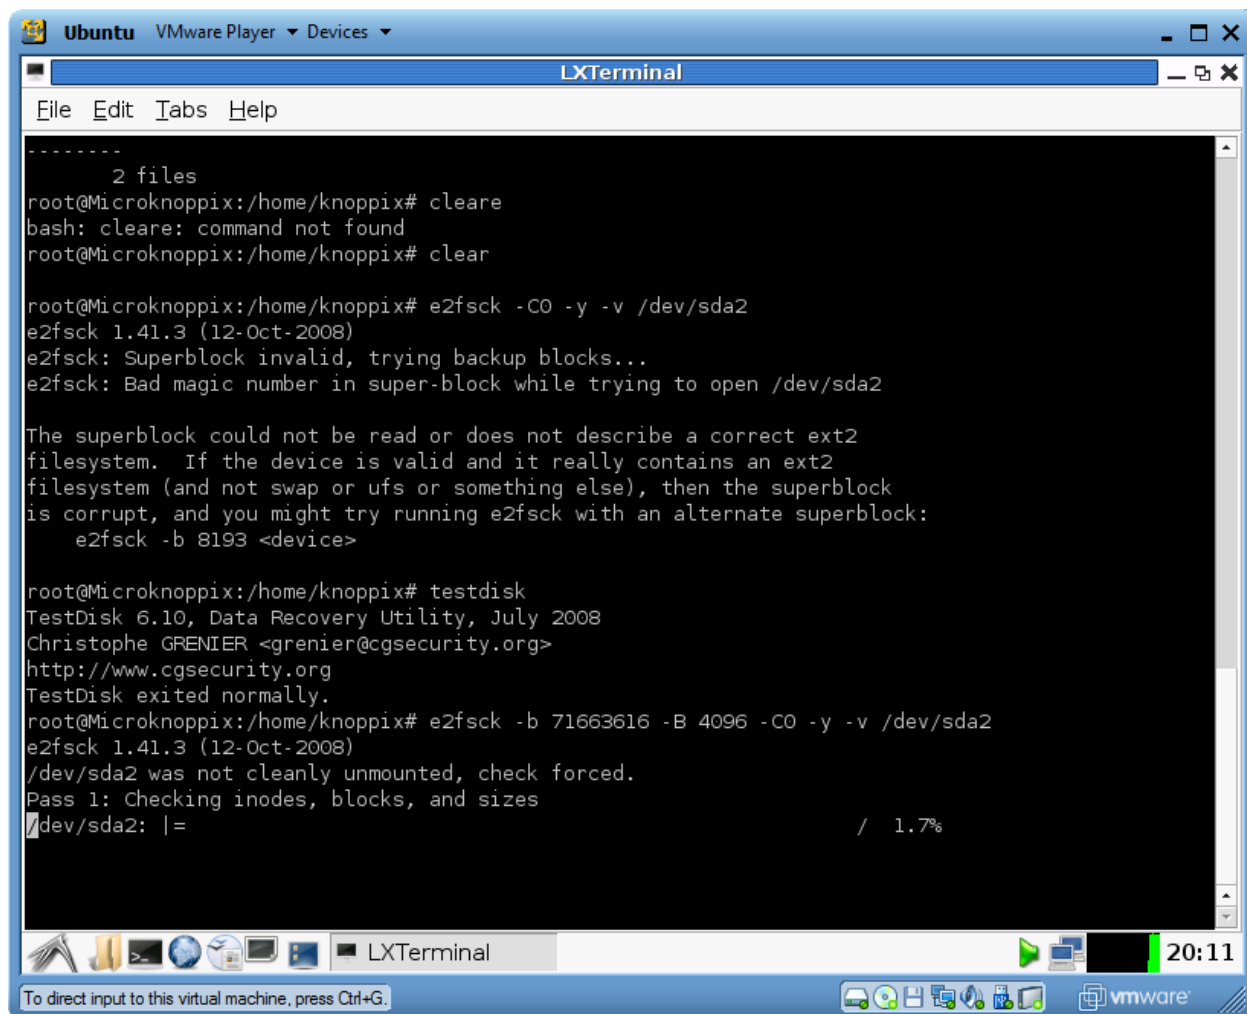 Ubuntu VMware Player Devices
LXTerminal
File Edit Tabs Help
--------
2 files
root@Microknoppix:/home/knoppix# cleare
bash: cleare: command not found
root@Microknoppix:/home/knoppix# clear
root@Microknoppix:/home/knoppix# e2fsck -C0 -y -v /dev/sda2
e2fsck 1.41.3 (12-Oct-2008)
e2fsck: Superblock invalid, trying backup blocks...
e2fsck: Bad magic number in super-block while trying to open /dev/sda2
The superblock could not be read or does not describe a correct ext2
filesystem.  If the device is valid and it really contains an ext2
filesystem (and not swap or ufs or something else), then the superblock
is corrupt, and you might try running e2fsck with an alternate superblock:
e2fsck -b 8193 <device>
root@Microknoppix:/home/knoppix# testdisk
TestDisk 6.10, Data Recovery Utility, July 2008
Christophe GRENIER <grenier@cgsecurity.org>
http://www.cgsecurity.org
TestDisk exited normally.
root@Microknoppix:/home/knoppix# e2fsck -b 71663616 -B 4096 -C0 -y -v /dev/sda2
e2fsck 1.41.3 (12-Oct-2008)
/dev/sda2 was not cleanly unmounted, check forced.
Pass 1: Checking inodes, blocks, and sizes
/dev/sda2: |= / 1.7%
LXTerminal 20:11
To direct input to this virtual machine, press Ctrl+G. vmware